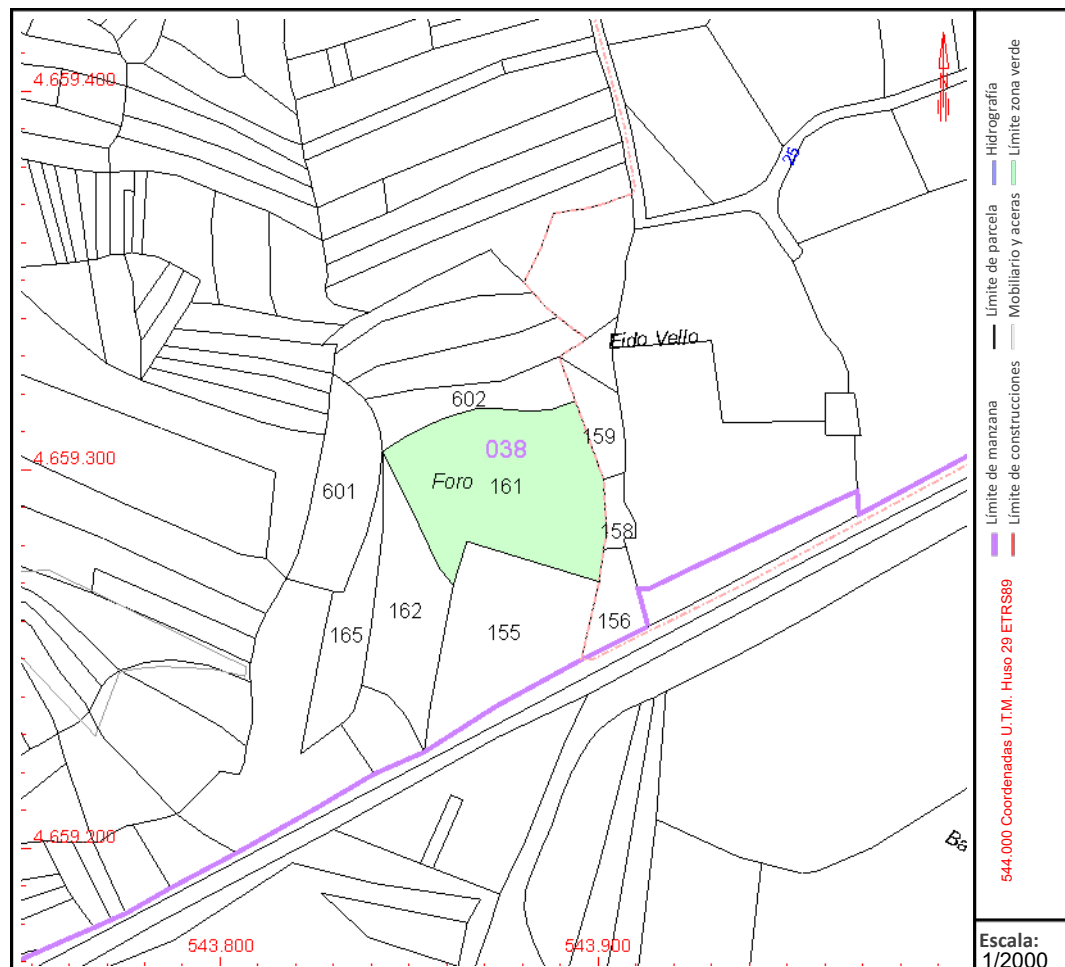 4.659.400
25
Eido Vello
602
159
038
4.659.300
Foro
161
601
158
162
156
165
155
4.659.200
543.800
543.900
Hidrografía
Límite zona verde
Límite de parcela
Mobiliario y aceras
Límite de manzana
Límite de construcciones
544.000 Coordenadas U.T.M. Huso 29 ETRS89
Escala:
1/2000